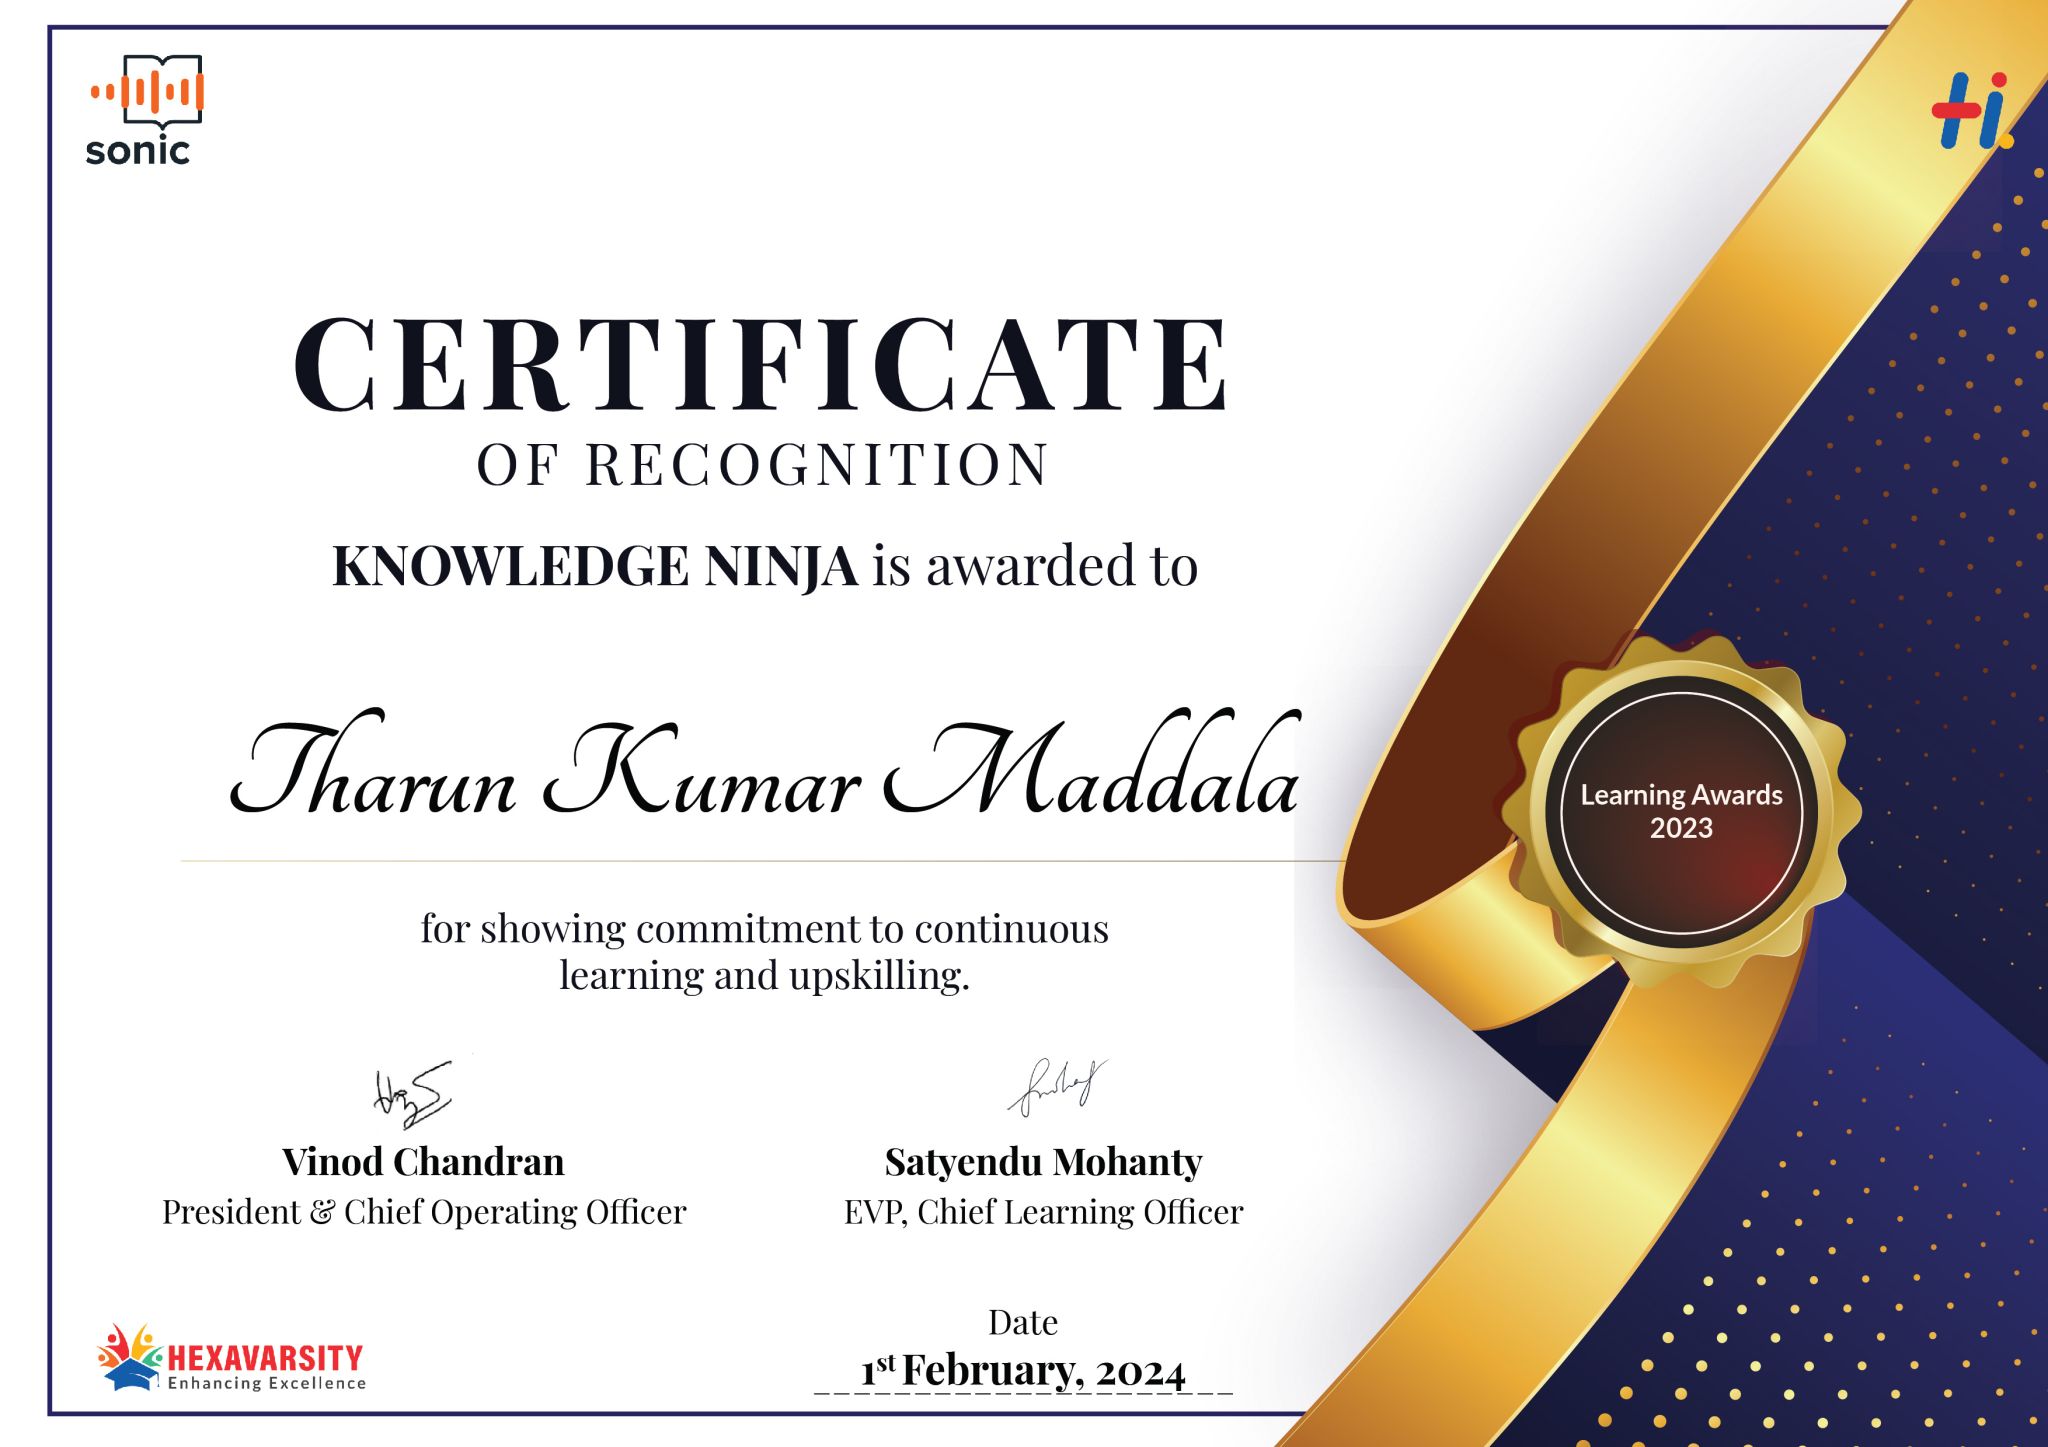 sonic
Hi.
CERTIFICATE
OF RECOGNITION
KNOWLEDGE NINJA is awarded to
Tharun Kumar Maddala
Learning Awards
2023
for showing commitment to continuous
learning and upskilling.
Vinod Chandran
President & Chief Operating Officer
Satyendu Mohanty
EVP, Chief Learning Officer
Date
1st February, 2024
HEXAVARSITY
Enhancing Excellence